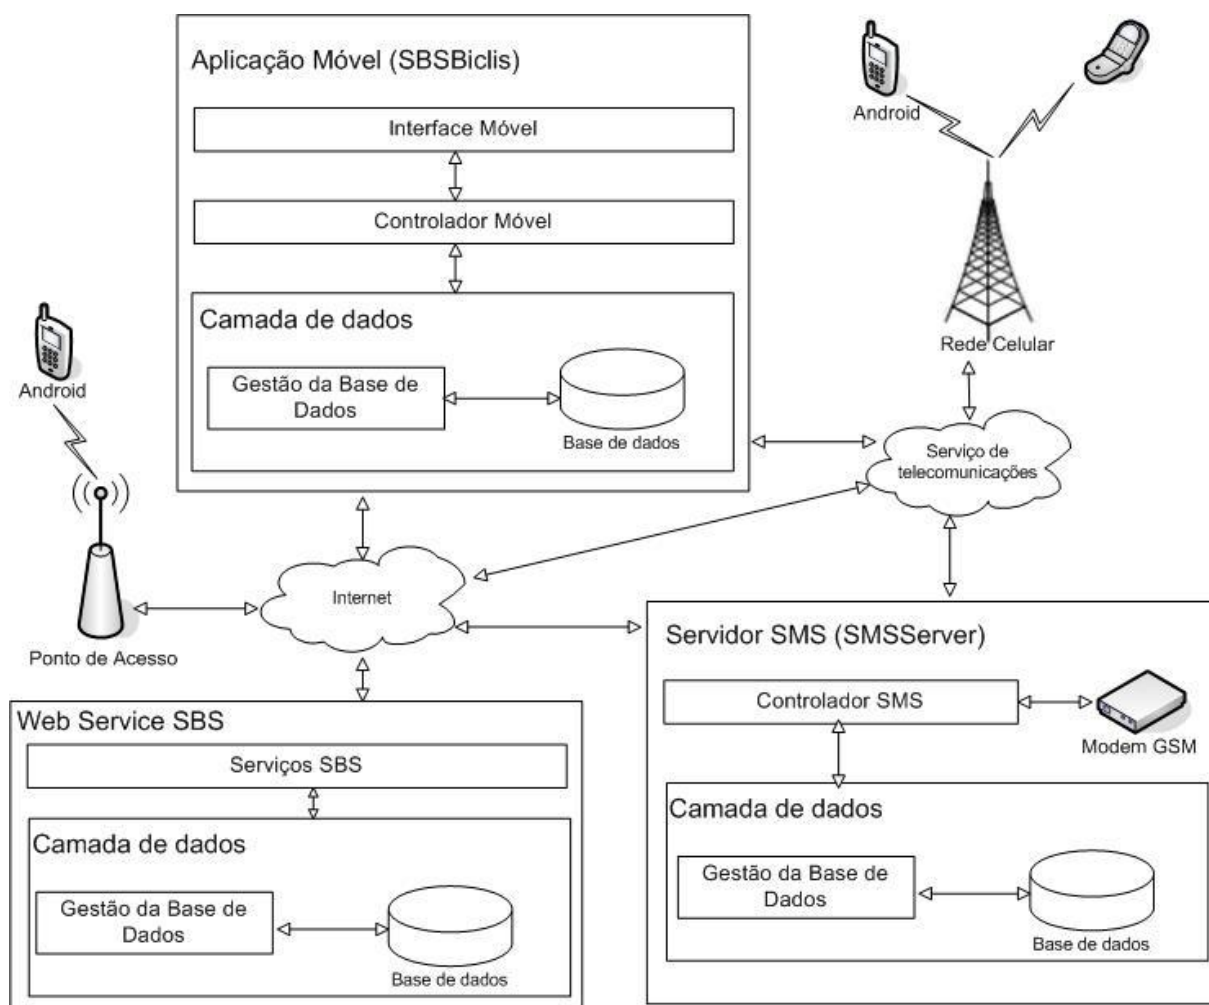 Aplicação Móvel (SBSBiclis)
Interface Móvel
Controlador Móvel
Camada de dados
Gestão da Base de
Dados
Base de dados
Android
Rede Celular
Serviço de
telecomunicações
Android
Ponto de Acesso
Internet
Web Service SBS
Serviços SBS
Camada de dados
Gestão da Base de
Dados
Base de dados
Servidor SMS (SMSServer)
Controlador SMS
Modem GSM
Camada de dados
Gestão da Base de
Dados
Base de dados